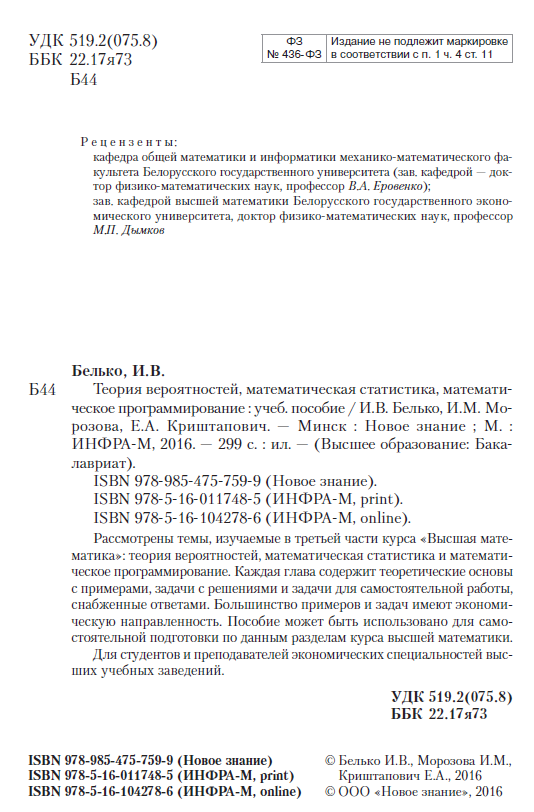 УДК 519.2(075.8)
ББК 22.17я73
Б44
ФЗ
№ 436-ФЗ
Издание не подлежит маркировке
в соответствии с п. 1 ч. 4 ст. 11
Рецензенты:
кафедра общей математики и информатики механико-математического фа-
культета Белорусского государственного университета (зав. кафедрой — док-
тор физико-математических наук, профессор В.А. Еровенко);
зав. кафедрой высшей математики Белорусского государственного эконо-
мического университета, доктор физико-математических наук, профессор
М.П. Дымков
Белько, И.В.
Б44
Теория вероятностей, математическая статистика, математи-
ческое программирование : учеб. пособие / И.В. Белько, И.М. Мо-
розова, Е.А. Криштапович. — Минск : Новое знание ; М. :
ИНФРА-М, 2016. — 299 с. : ил. — (Высшее образование: Бака-
лавриат).
ISBN 978-985-475-759-9 (Новое знание).
ISBN 978-5-16-011748-5 (ИНФРА-М, print).
ISBN 978-5-16-104278-6 (ИНФРА-М, online).
Рассмотрены темы, изучаемые в третьей части курса «Высшая мате-
матика»: теория вероятностей, математическая статистика и математи-
ческое программирование. Каждая глава содержит теоретические основы
с примерами, задачи с решениями и задачи для самостоятельной работы,
снабженные ответами. Большинство примеров и задач имеют экономи-
ческую направленность. Пособие может быть использовано для само-
стоятельной подготовки по данным разделам курса высшей математики.
Для студентов и преподавателей экономических специальностей выс-
ших учебных заведений.
УДК 519.2(075.8)
ББК 22.17я73
ISBN 978-985-475-759-9 (Новое знание)
ISBN 978-5-16-011748-5 (ИНФРА-М, print)
ISBN 978-5-16-104278-6 (ИНФРА-М, online)
© Белько И.В., Морозова И.М.,
Криштапович Е.А., 2016
© ООО «Новое знание», 2016